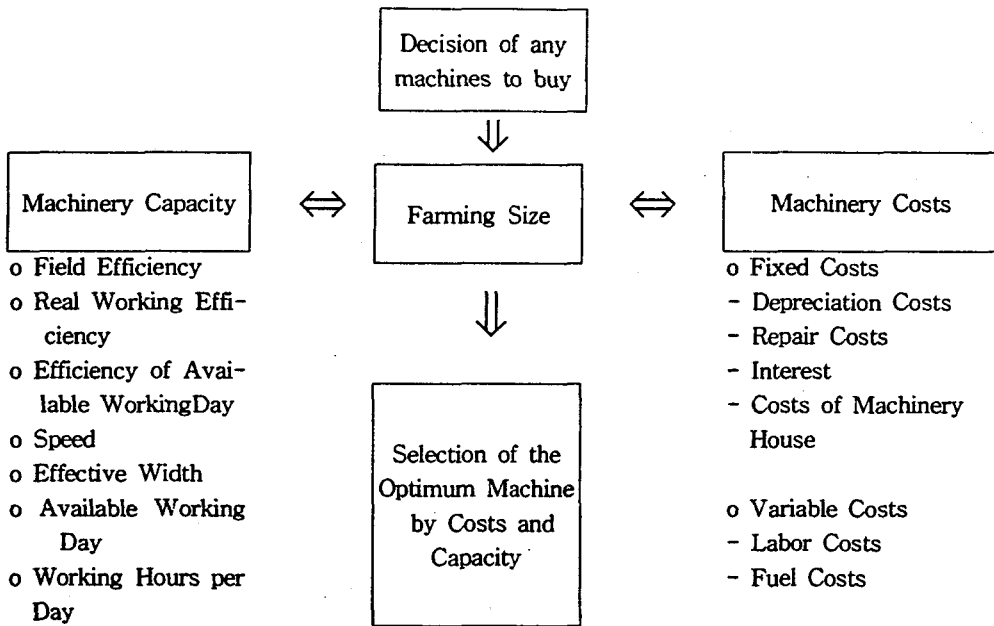 Decision of any
machines to buy
⇓
Machinery Capacity
⇔
Farming Size
⇔
Machinery Costs
o Field Efficiency
o Real Working Effi-
ciency
o Efficiency of Avai-
lable WorkingDay
o Speed
o Effective Width
o Available Working
Day
o Working Hours per
Day
⇓
Selection of the
Optimum Machine
by Costs and
Capacity
o Fixed Costs
- Depreciation Costs
- Repair Costs
- Interest
- Costs of Machinery
House
o Variable Costs
- Labor Costs
- Fuel Costs